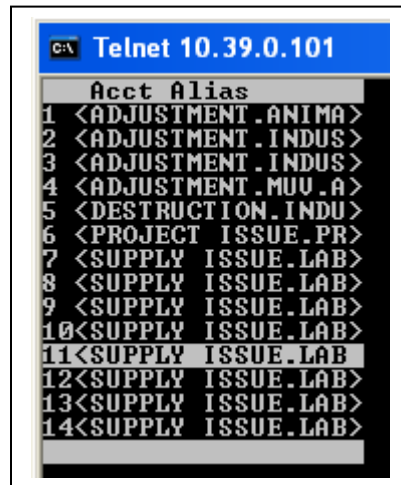 Telnet 10.39.0.101
Acct Alias
1 <ADJUSTMENT.ANIMA>
2 <ADJUSTMENT.INDUS>
3 <ADJUSTMENT.INDUS>
4 <ADJUSTMENT.MUV.A>
5 <DESTRUCTION.INDU>
6 <PROJECT ISSUE.PR>
7 <SUPPLY ISSUE.LAB>
8 <SUPPLY ISSUE.LAB>
9 <SUPPLY ISSUE.LAB>
10<SUPPLY ISSUE.LAB>
11<SUPPLY ISSUE.LAB
12<SUPPLY ISSUE.LAB>
13<SUPPLY ISSUE.LAB>
14<SUPPLY ISSUE.LAB>